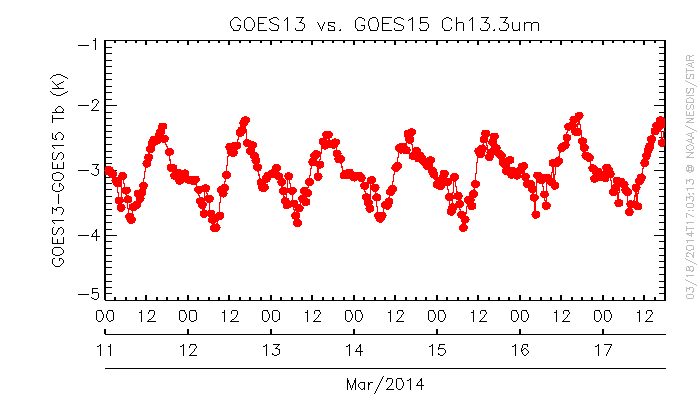 GOES13 vs. GOES15 Ch13.3um
GOES13-GOES15 Tb (K)
-1
-2
-3
-4
-5
00 12 00 12 00 12 00 12 00 12 00 12 00 12
11 12 13 14 15 16 17
Mar/2014
03/18/2014T17:03:13 @ NOAA/NESDIS/STAR